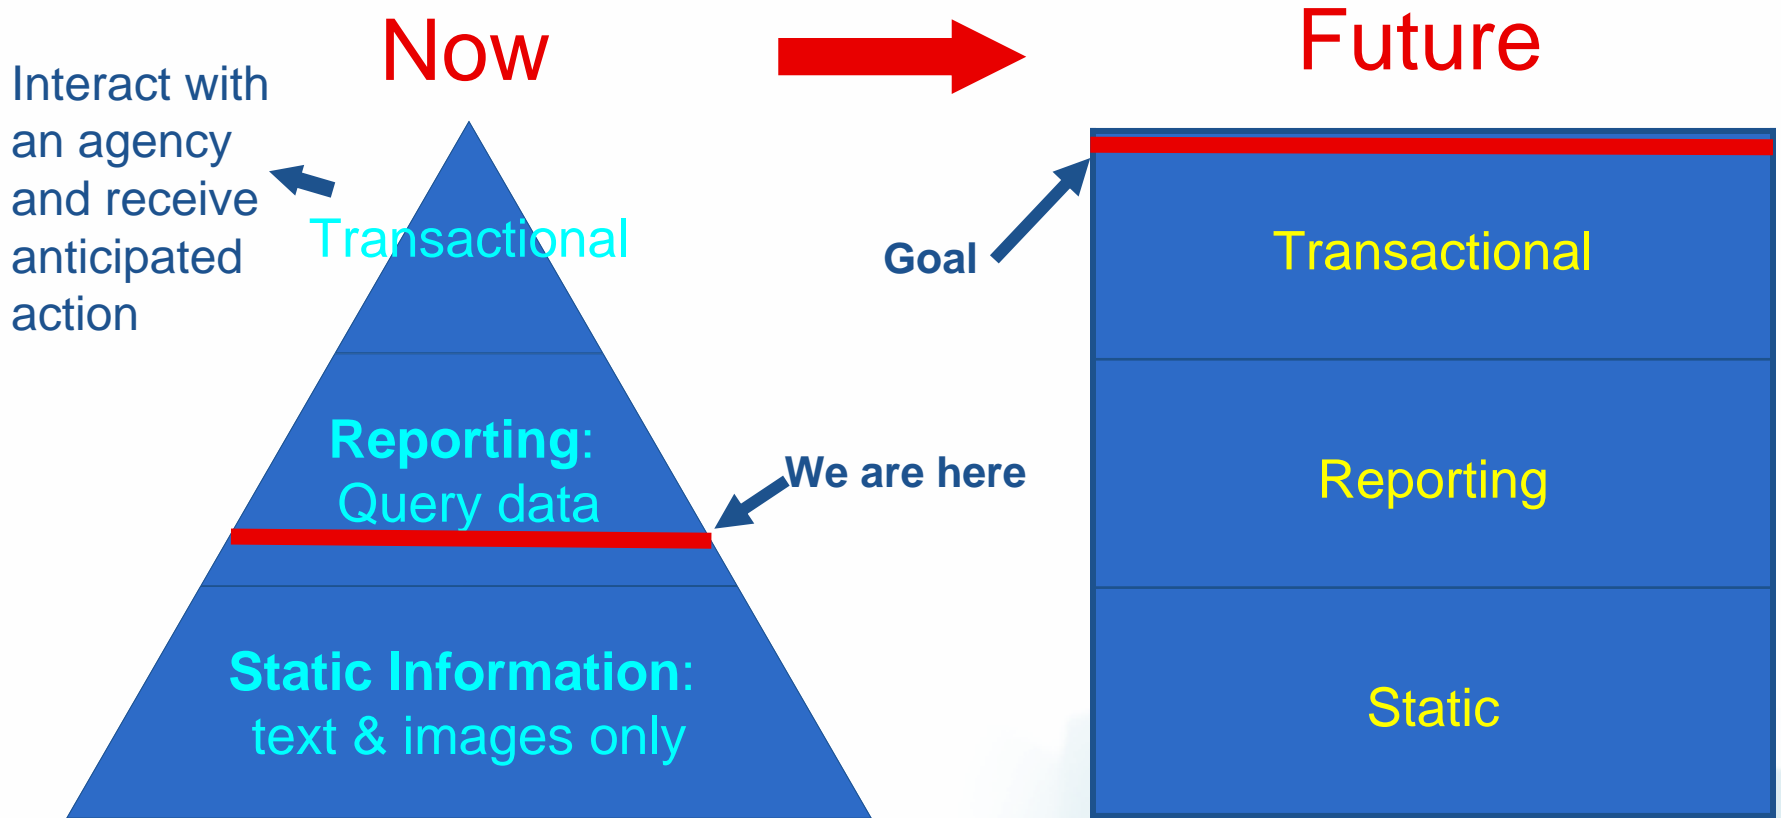 Now
Future
Interact with
an agency
and receive
anticipated
action
Transactional
Reporting:
Query data
We are here
Static Information:
text & images only
Goal
Transactional
Reporting
Static